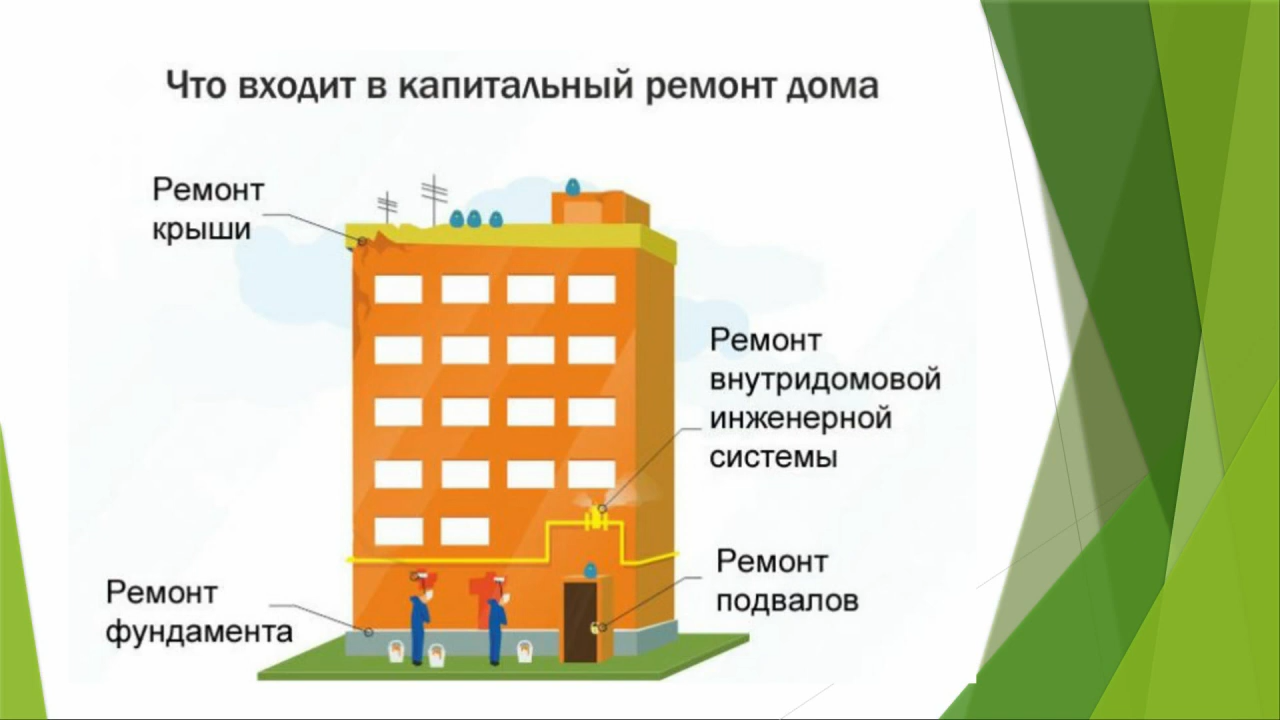 Что входит в капитальный ремонт дома
Ремонт
крыши
Ремонт
внутридомовой
инженерной
системы
Ремонт
подвалов
Ремонт
фундамента